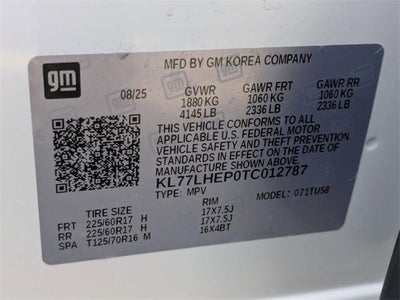 gm
MFD BY GM KOREA COMPANY
08/25 GVWR GAWR FRT GAWR RR
1880 KG 1060 KG 1060 KG
4145 LB 2336 LB 2336 LB
THIS VEHICLE CONFORMS TO ALL
APPLICABLE U.S. FEDERAL MOTOR
VEHICLE SAFETY AND THEFT
PREVENTION STANDARDS IN EFFECT
ON THE DATE OF
MANUFACTURE SHOWN ABOVE.
KL77LHEP0TC012787
TYPE: MPV MODEL: 071TU58
TIRE SIZE RIM
FRT 225/60R17 H 17X7.5J
RR 225/60R17 H 17X7.5J
SPA T125/70R16 M 16X4BT